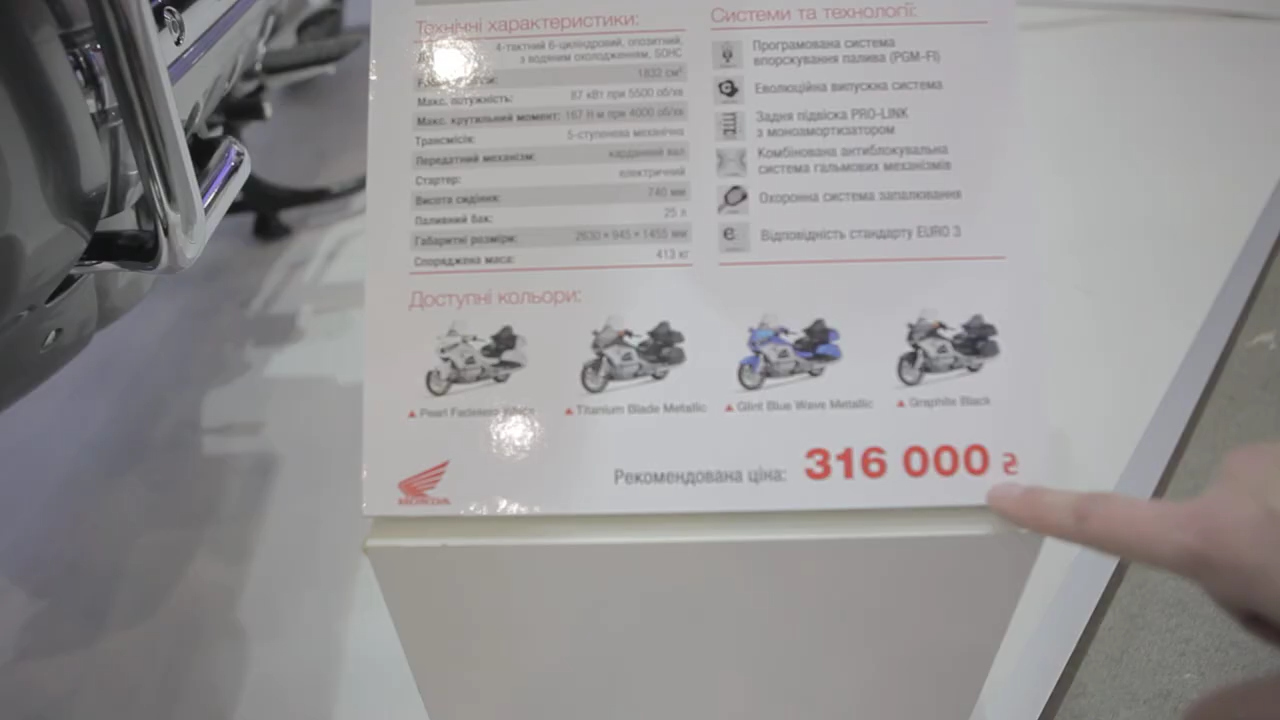 Технічні характеристики:
4-тактний 6-циліндровий, опозитний,
з водяним охолодженням, SOHC
1832 см³
Макс. потужність: 87 кВт при 5500 об/хв
Макс. крутильний момент: 167 Н·м при 4000 об/хв
Трансмісія: 5-ступенева механічна
Передатний механізм: карданний вал
Стартер: електричний
Висота сидіння: 740 мм
Паливний бак: 25 л
Габаритні розміри: 2630 × 945 × 1455 мм
Споряджена маса: 413 кг
Системи та технології:
Програмована система
впорскування палива (PGM-FI)
Еволюційна випускна система
Задня підвіска PRO-LINK
з моноамортизатором
Комбінована антиблокувальна
система гальмових механізмів
Охоронна система запалювання
Відповідність стандарту EURO 3
Доступні кольори:
Pearl Fadeless White
Titanium Blade Metallic
Glint Blue Wave Metallic
Graphite Black
HONDA
Рекомендована ціна: 316 000 ₴